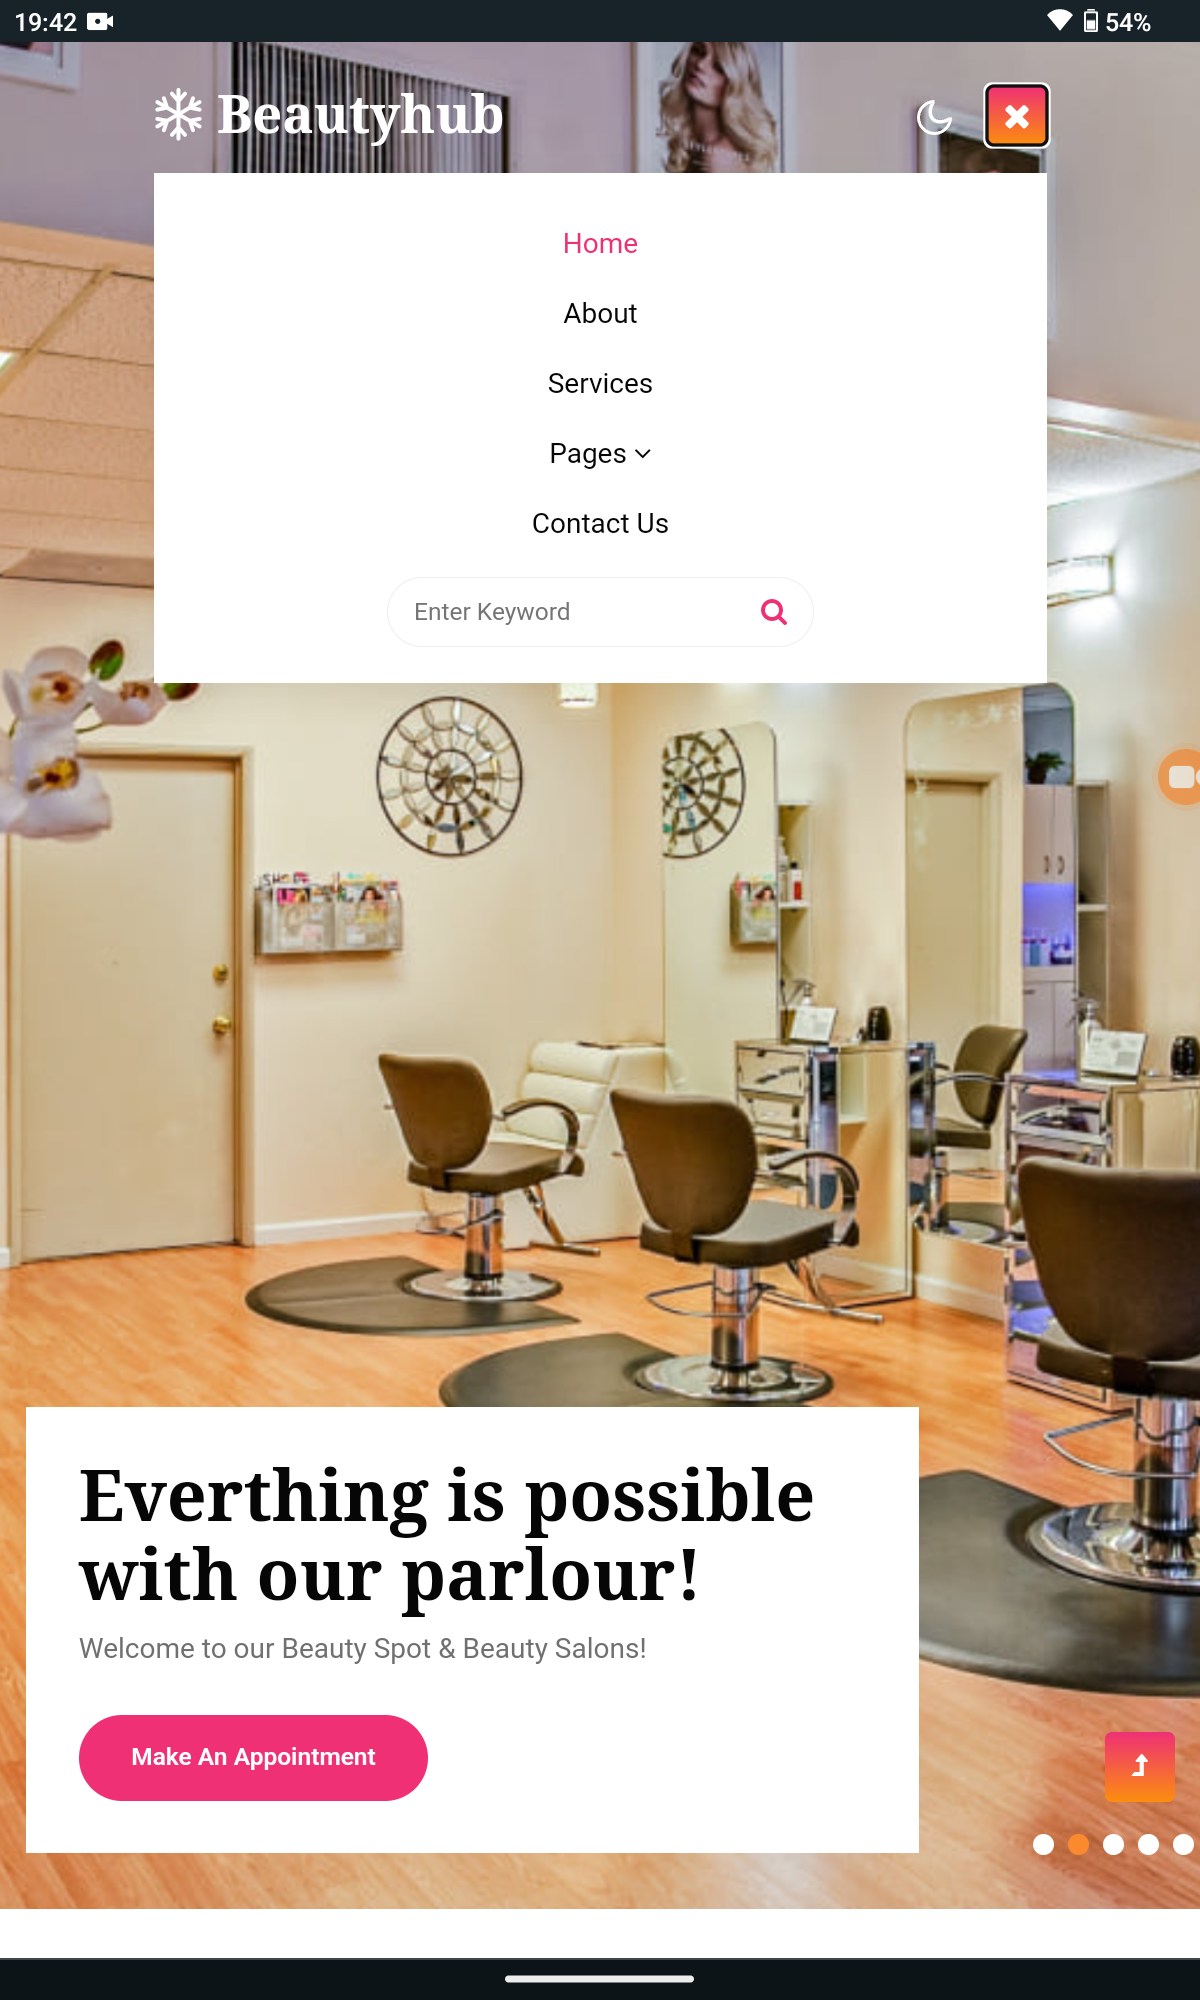 19:42
54%
Beautyhub
Home
About
Services
Pages
Contact Us
Enter Keyword
Everthing is possible
with our parlour!
Welcome to our Beauty Spot & Beauty Salons!
Make An Appointment